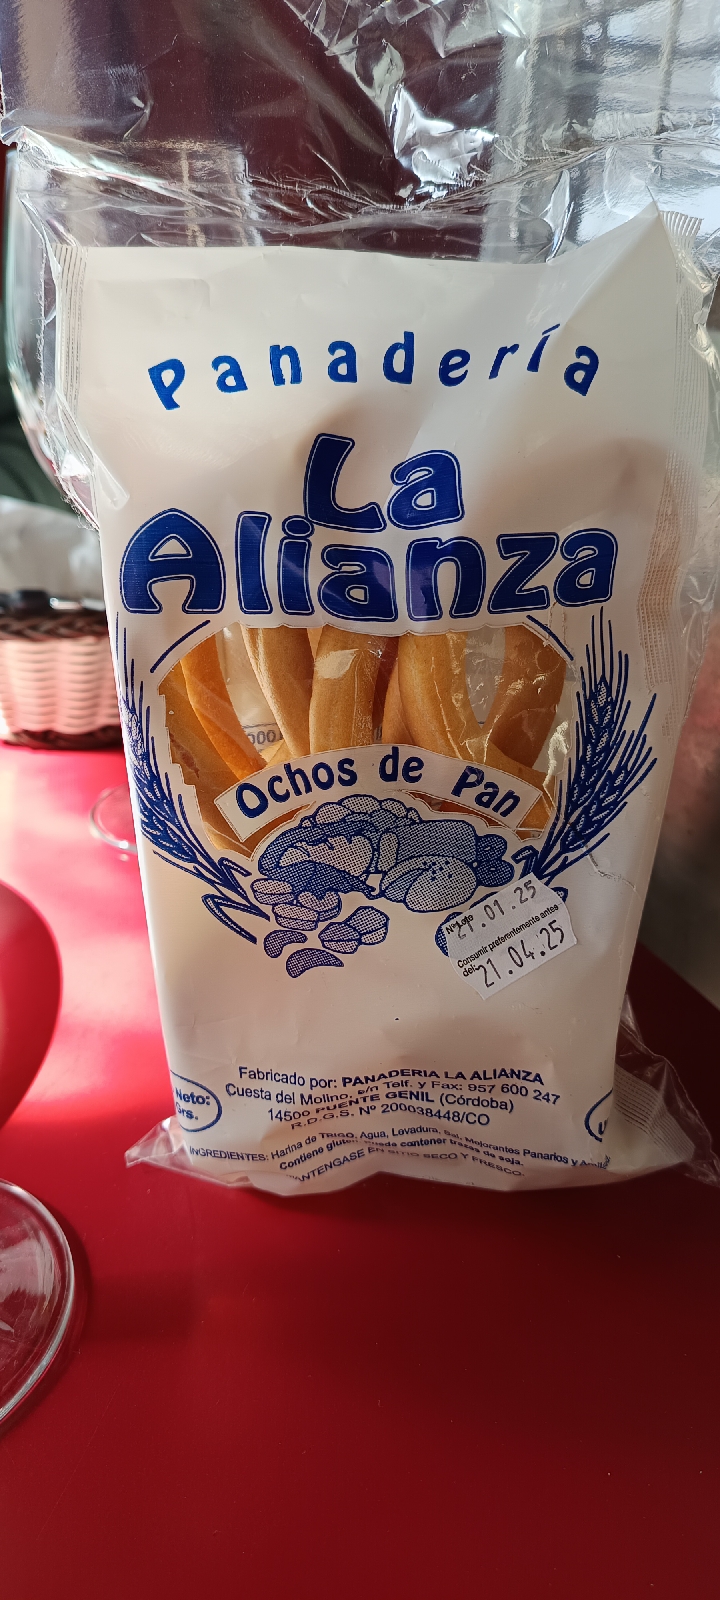 Panadería
La
Alianza
Ochos de Pan
Nº Lote
21.01.25
Consumir preferentemente antes
del: 21.04.25
Fabricado por: PANADERIA LA ALIANZA
Cuesta del Molino, s/n Telf. y Fax: 957 600 247
14500 PUENTE GENIL (Córdoba)
R.D.G.S. Nº 200038448/CO
Neto:
Grs.
INGREDIENTES: Harina de TRIGO, Agua, Levadura, Sal, Mejorantes Panarios y
Contiene gluten. Puede contener trazas de soja.
MANTENGASE EN SITIO SECO Y FRESCO.